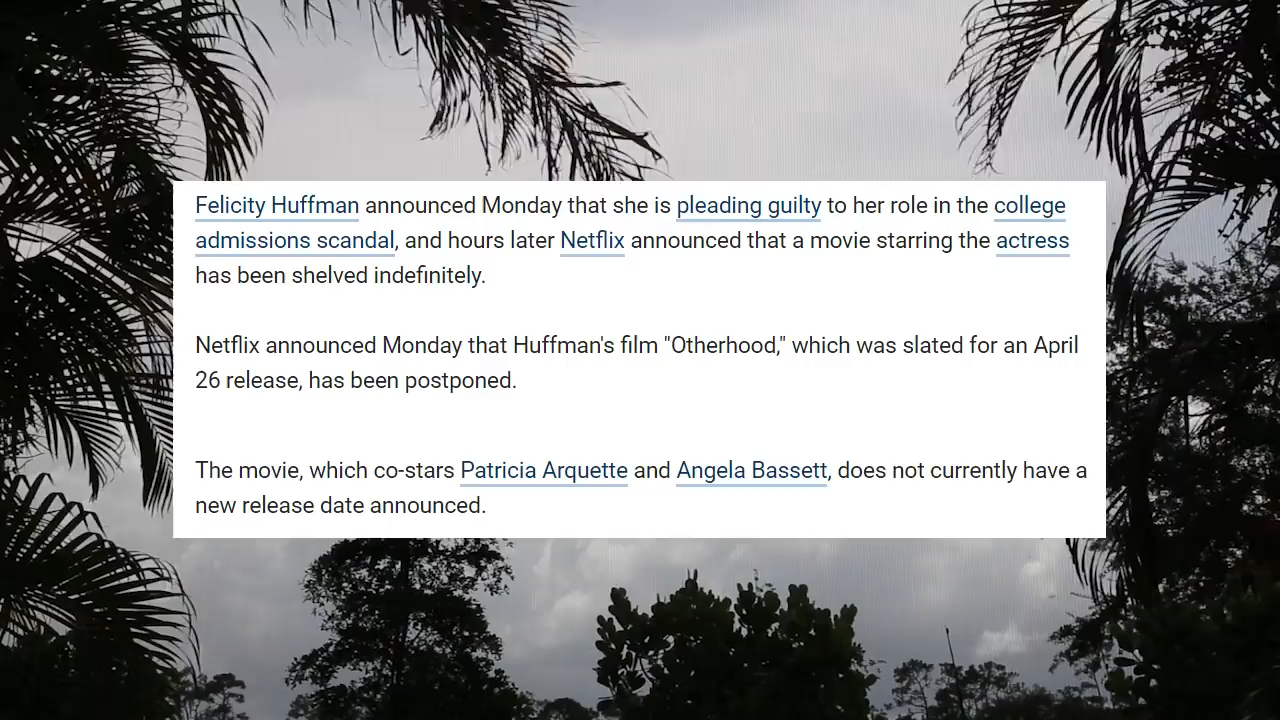 Felicity Huffman announced Monday that she is pleading guilty to her role in the college
admissions scandal, and hours later Netflix announced that a movie starring the actress
has been shelved indefinitely.
Netflix announced Monday that Huffman's film "Otherhood," which was slated for an April
26 release, has been postponed.
The movie, which co-stars Patricia Arquette and Angela Bassett, does not currently have a
new release date announced.